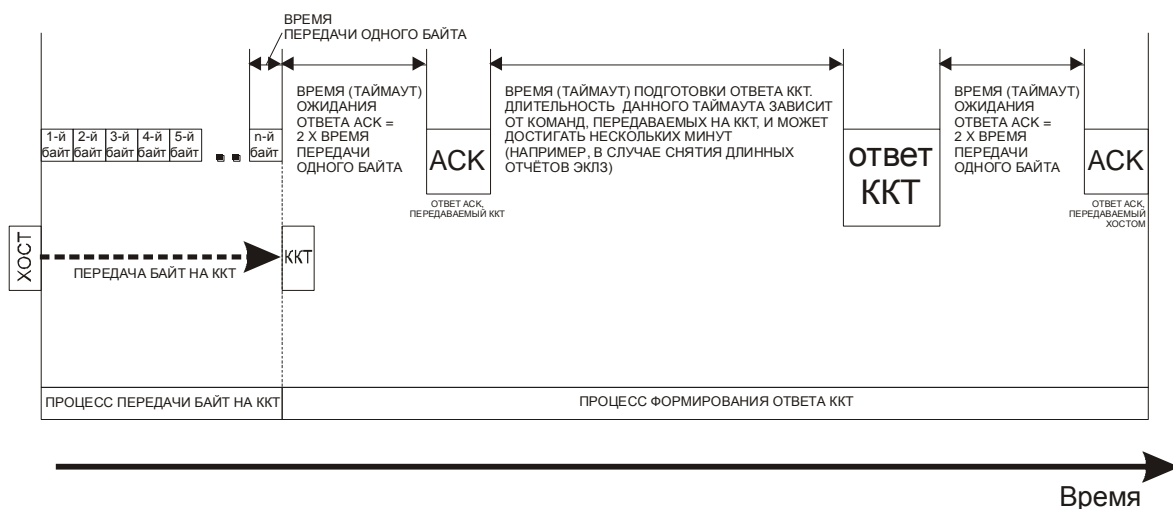 ВРЕМЯ
ПЕРЕДАЧИ ОДНОГО БАЙТА
ВРЕМЯ (ТАЙМАУТ)
ОЖИДАНИЯ
ОТВЕТА АСК =
2 Х ВРЕМЯ
ПЕРЕДАЧИ
ОДНОГО БАЙТА
ВРЕМЯ (ТАЙМАУТ) ПОДГОТОВКИ ОТВЕТА ККТ.
ДЛИТЕЛЬНОСТЬ ДАННОГО ТАЙМАУТА ЗАВИСИТ
ОТ КОМАНД, ПЕРЕДАВАЕМЫХ НА ККТ, И МОЖЕТ
ДОСТИГАТЬ НЕСКОЛЬКИХ МИНУТ
(НАПРИМЕР, В СЛУЧАЕ СНЯТИЯ ДЛИННЫХ
ОТЧЁТОВ ЭКЛЗ)
ВРЕМЯ (ТАЙМАУТ)
ОЖИДАНИЯ
ОТВЕТА АСК =
2 Х ВРЕМЯ
ПЕРЕДАЧИ
ОДНОГО БАЙТА
1-й байт
2-й байт
3-й байт
4-й байт
5-й байт
n-й байт
АСК
ОТВЕТ АСК,
ПЕРЕДАВАЕМЫЙ ККТ
ответ
ККТ
АСК
ОТВЕТ АСК,
ПЕРЕДАВАЕМЫЙ
ХОСТОМ
ХОСТ
ПЕРЕДАЧА БАЙТ НА ККТ
ККТ
ПРОЦЕСС ПЕРЕДАЧИ БАЙТ НА ККТ
ПРОЦЕСС ФОРМИРОВАНИЯ ОТВЕТА ККТ
Время